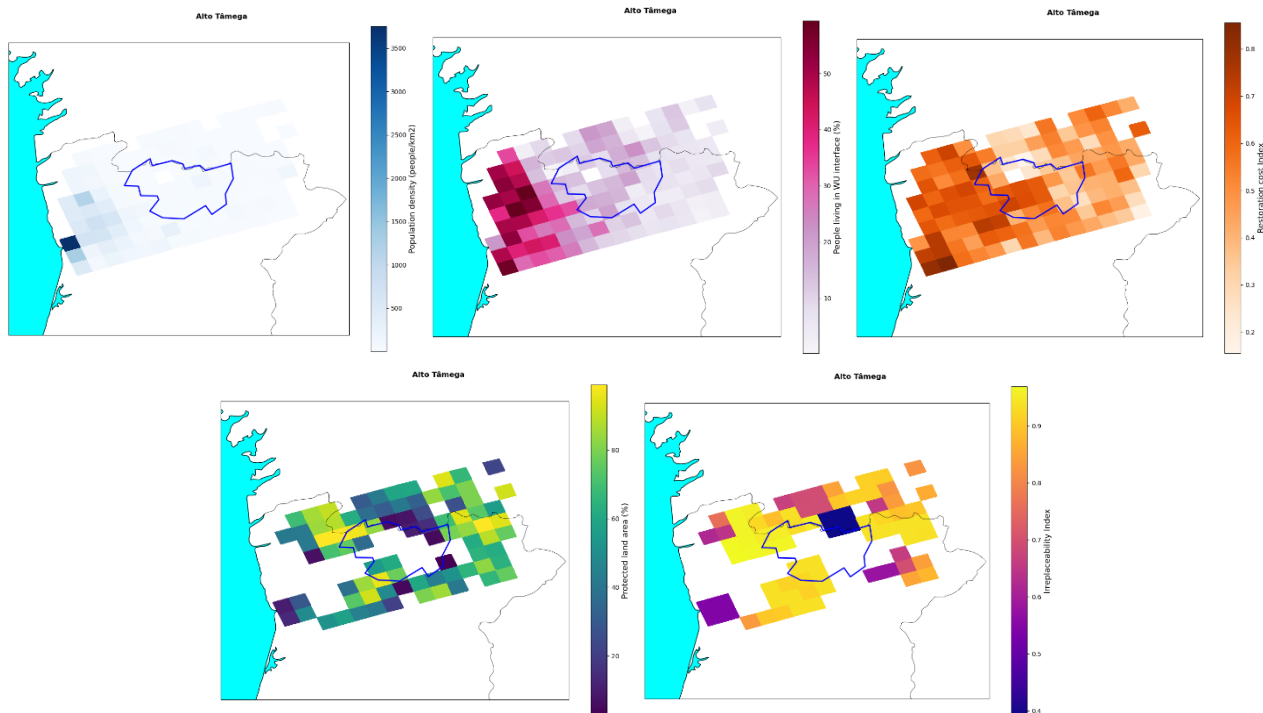 Alto Tâmega
3500
3000
2500
2000
1500
1000
500
Population density (people/km2)
Alto Tâmega
50
40
30
20
10
People living in WU interface (%)
Alto Tâmega
0.8
0.7
0.6
0.5
0.4
0.3
0.2
Restoration cost Index
Alto Tâmega
80
60
40
20
Protected land area (%)
Alto Tâmega
0.9
0.8
0.7
0.6
0.5
0.4
Irreplaceability Index